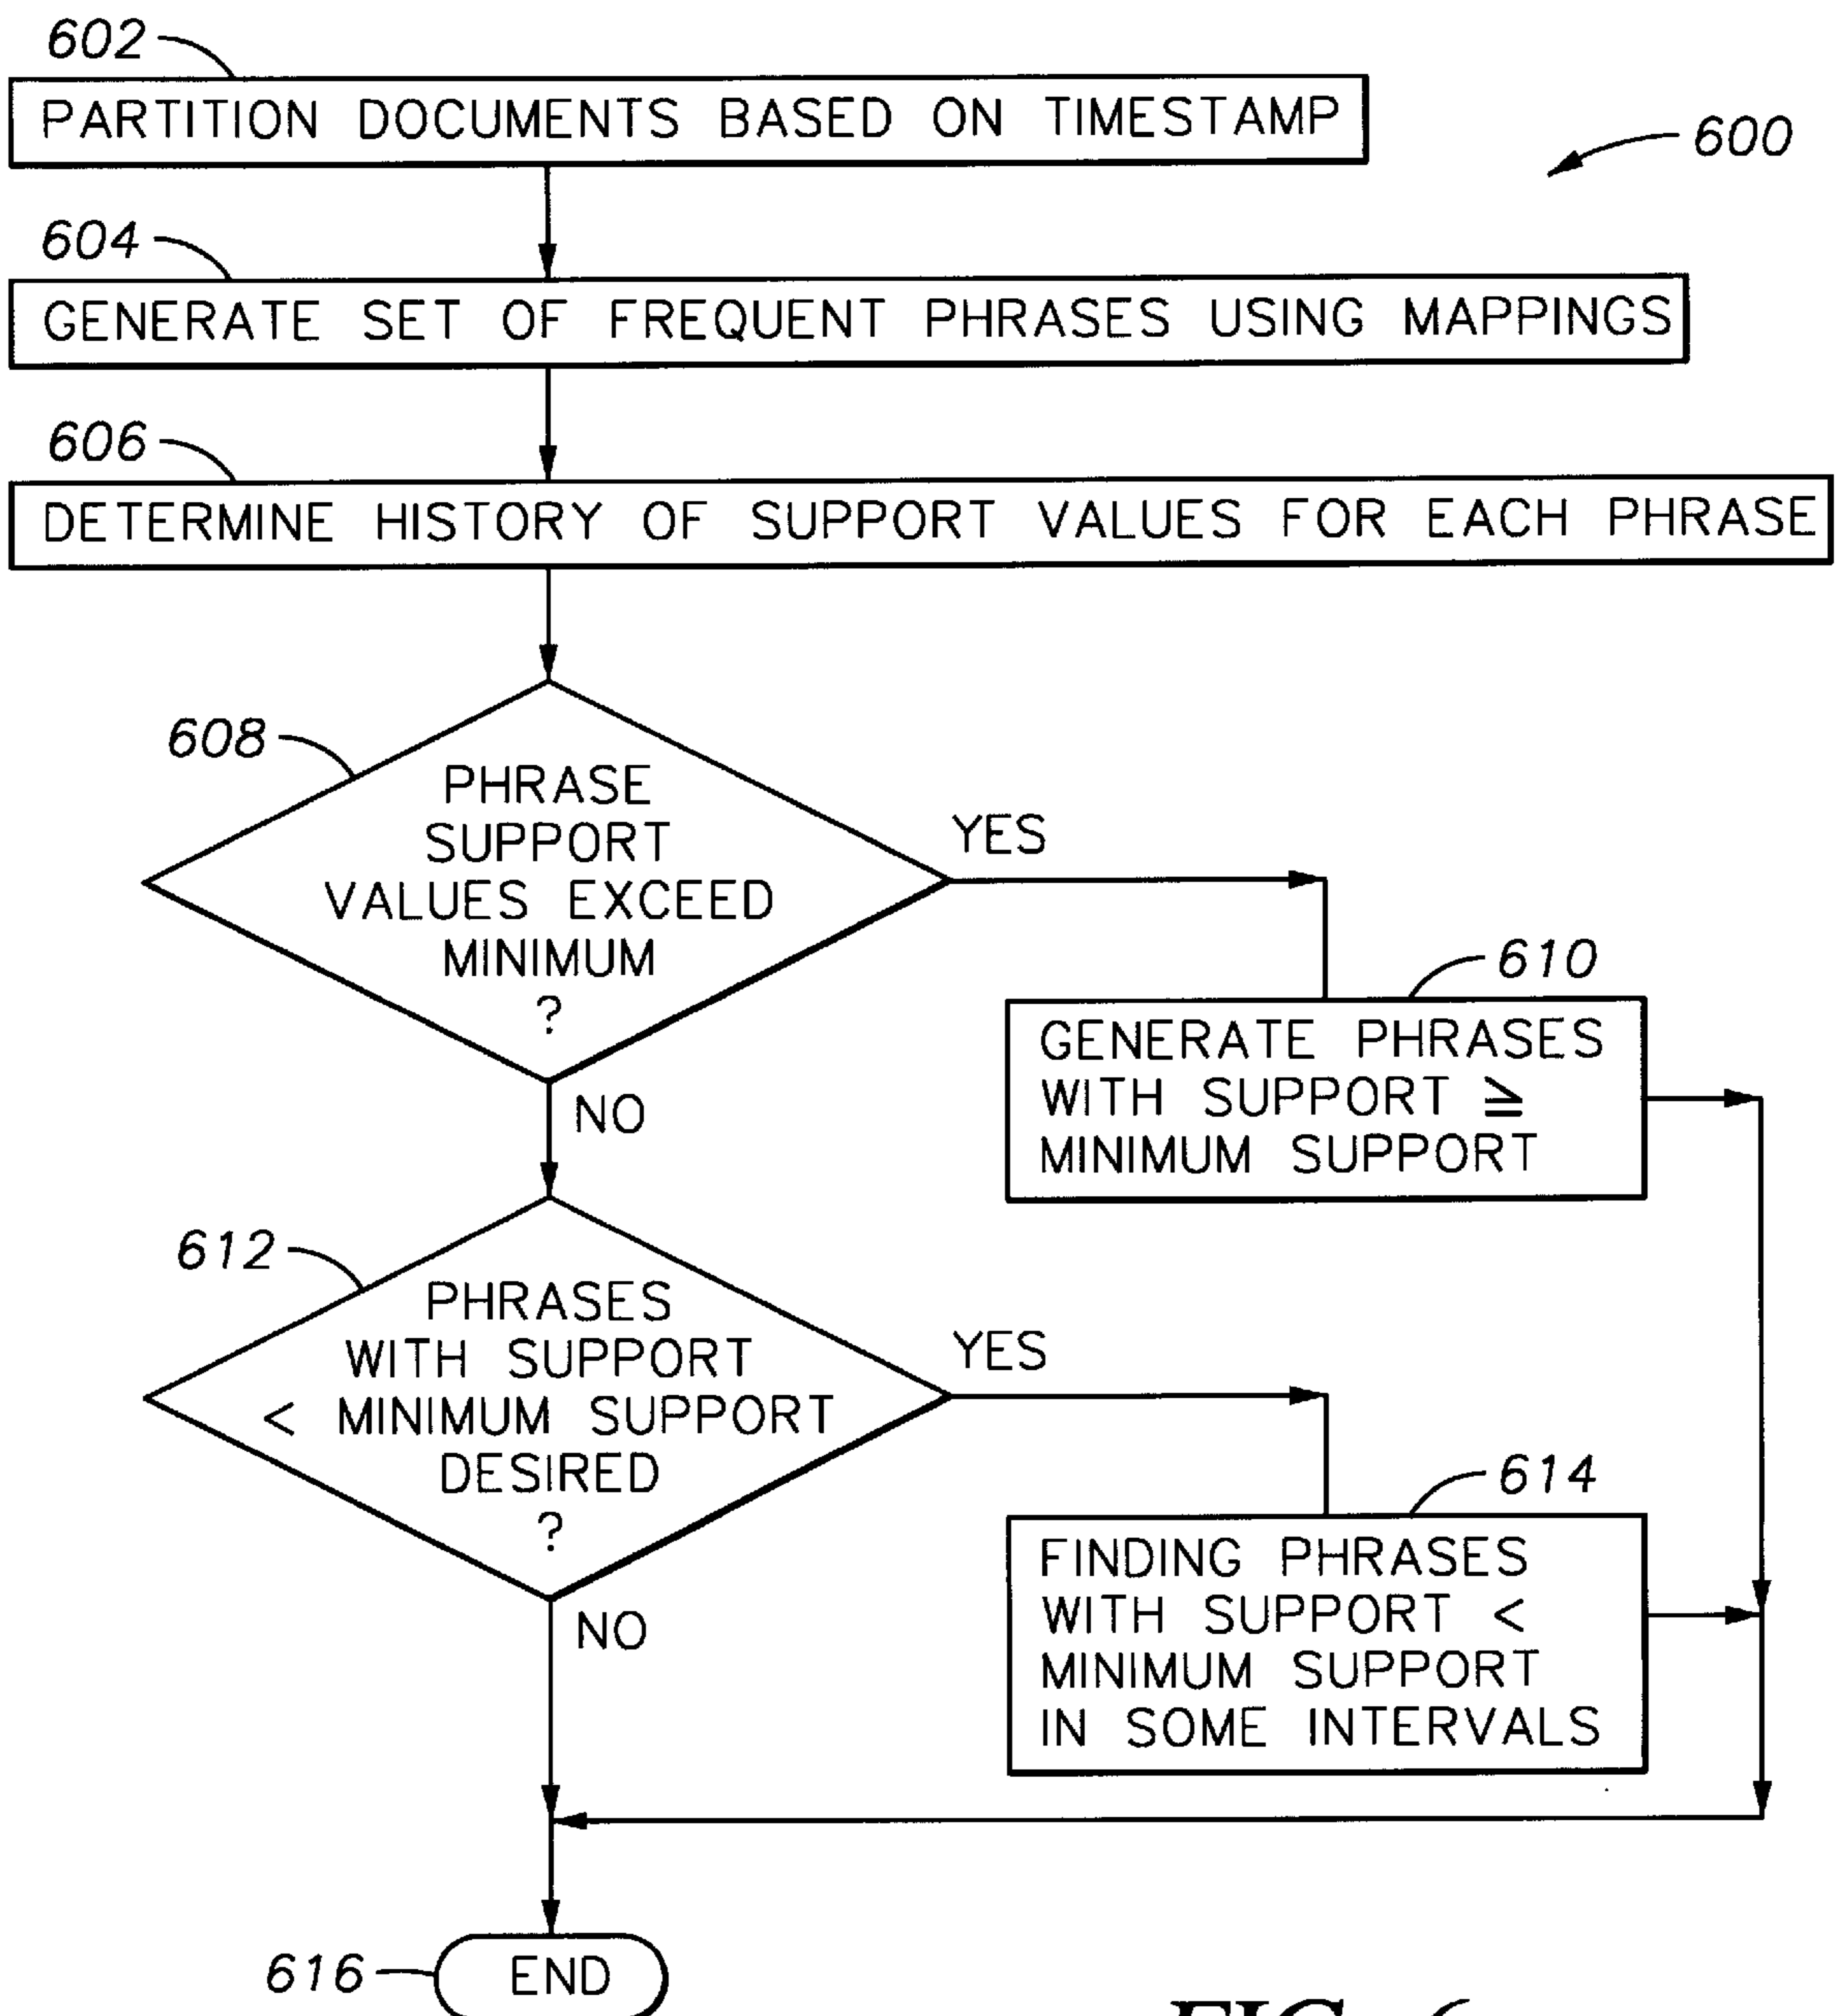 602
PARTITION DOCUMENTS BASED ON TIMESTAMP
600
604
GENERATE SET OF FREQUENT PHRASES USING MAPPINGS
606
DETERMINE HISTORY OF SUPPORT VALUES FOR EACH PHRASE
608
PHRASE
SUPPORT
VALUES EXCEED
MINIMUM
?
YES
NO
610
GENERATE PHRASES
WITH SUPPORT ≧
MINIMUM SUPPORT
612
PHRASES
WITH SUPPORT
< MINIMUM SUPPORT
DESIRED
?
YES
NO
614
FINDING PHRASES
WITH SUPPORT <
MINIMUM SUPPORT
IN SOME INTERVALS
616
END